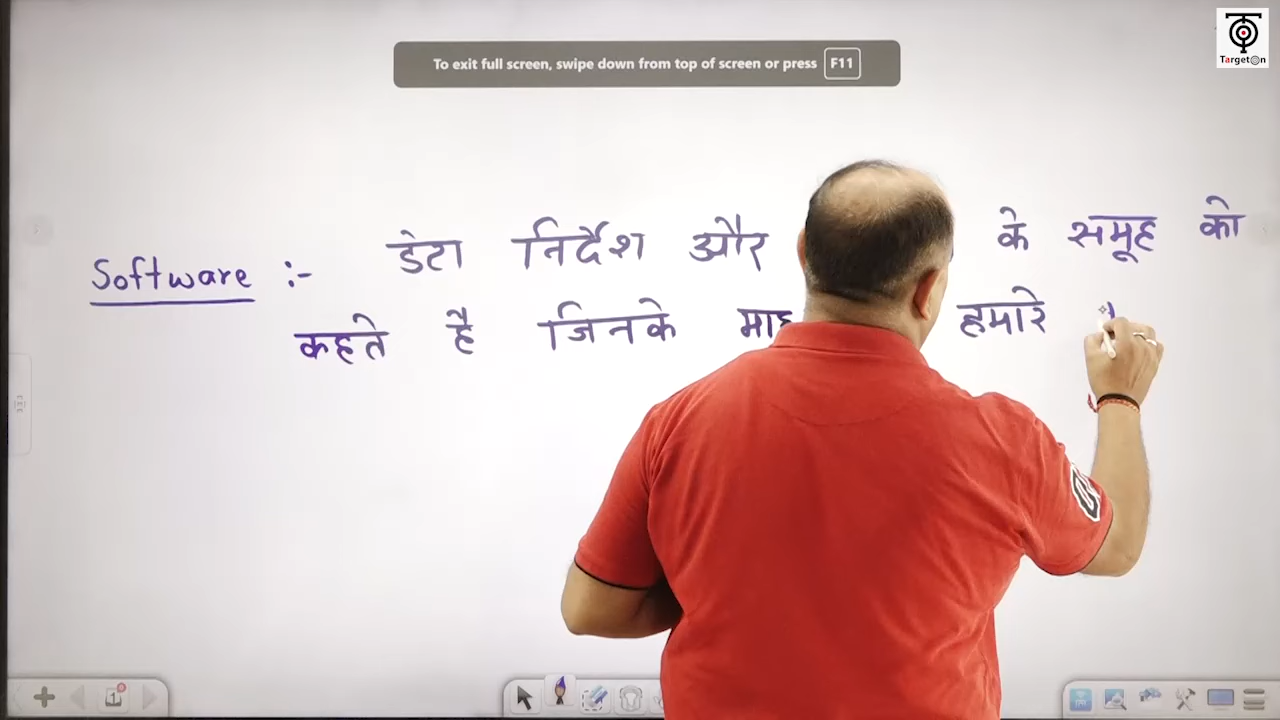 To exit full screen, swipe down from top of screen or press F11
TargetOn
Software :- डेटा निर्देश और के समूह को
कहते है जिनके हमारे